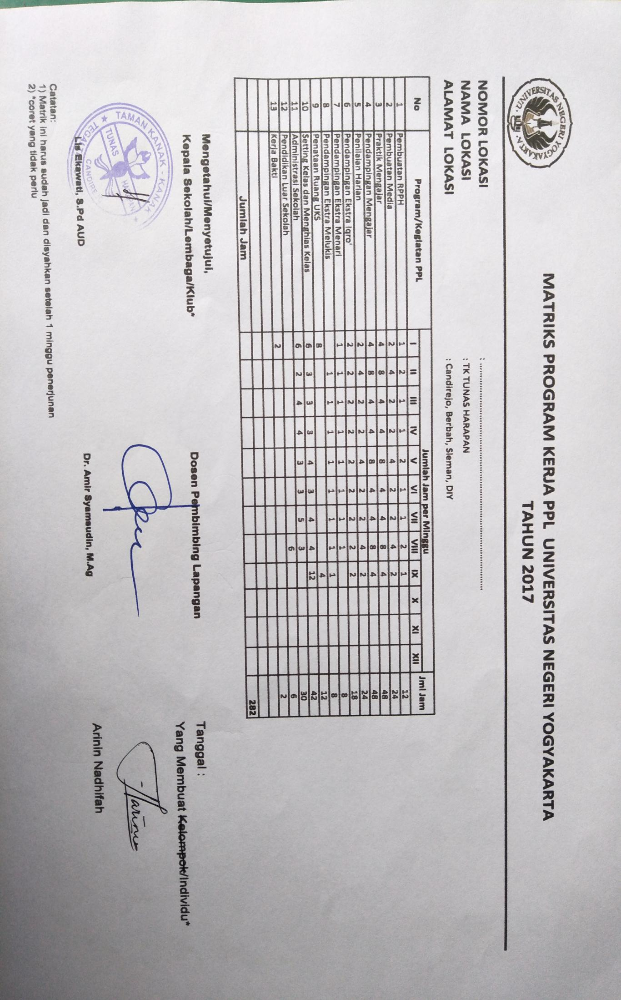 UNIVERSITAS NEGERI YOGYAKARTA
MATRIKS PROGRAM KERJA PPL UNIVERSITAS NEGERI YOGYAKARTA
TAHUN 2017
NOMOR LOKASI : ................................................................
NAMA LOKASI : TK TUNAS HARAPAN
ALAMAT LOKASI : Candirejo, Berbah, Sleman, DIY
No Program/Kegiatan PPL Jumlah Jam per Minggu Jml Jam
I II III IV V VI VII VIII IX X XI XII
1 Pembuatan RPPH 1 2 1 1 2 1 1 2 1 12
2 Pembuatan Media 2 4 2 2 4 2 2 4 2 24
3 Praktik Mengajar 4 8 4 4 8 4 4 8 4 48
4 Pendampingan Mengajar 4 8 4 4 8 4 4 8 4 48
5 Penilaian Harian 2 4 2 2 4 2 2 4 2 24
6 Pendampingan Ekstra Iqro' 2 2 2 2 2 2 2 2 2 18
7 Pendampingan Ekstra Menari 1 1 1 1 1 1 1 1 8
8 Pendampingan Ekstra Melukis 1 1 1 1 1 1 1 1 8
9 Penataan Ruang UKS 8 4 12
10 Setting Kelas dan Menghias Kelas 6 3 3 3 4 3 4 4 12 42
11 Administrasi Sekolah 6 2 4 4 3 3 5 3 30
12 Pendidikan Luar Sekolah 6 6
13 Kerja Bakti 2 2
Jumlah Jam 282
Mengetahui/Menyetujui,
Kepala Sekolah/Lembaga/Klub*
TAMAN KANAK - KANAK
TUNAS HARAPAN
Lis Ekawati, S.Pd AUD
Dosen Pembimbing Lapangan
Dr. Amir Syamsudin, M.Ag
Tanggal :
Yang Membuat Kelompok/Individu*
Arinin Nadhifah
Catatan:
1) Matrik ini harus sudah jadi dan disyahkan setelah 1 minggu penerjunan
2) *coret yang tidak perlu